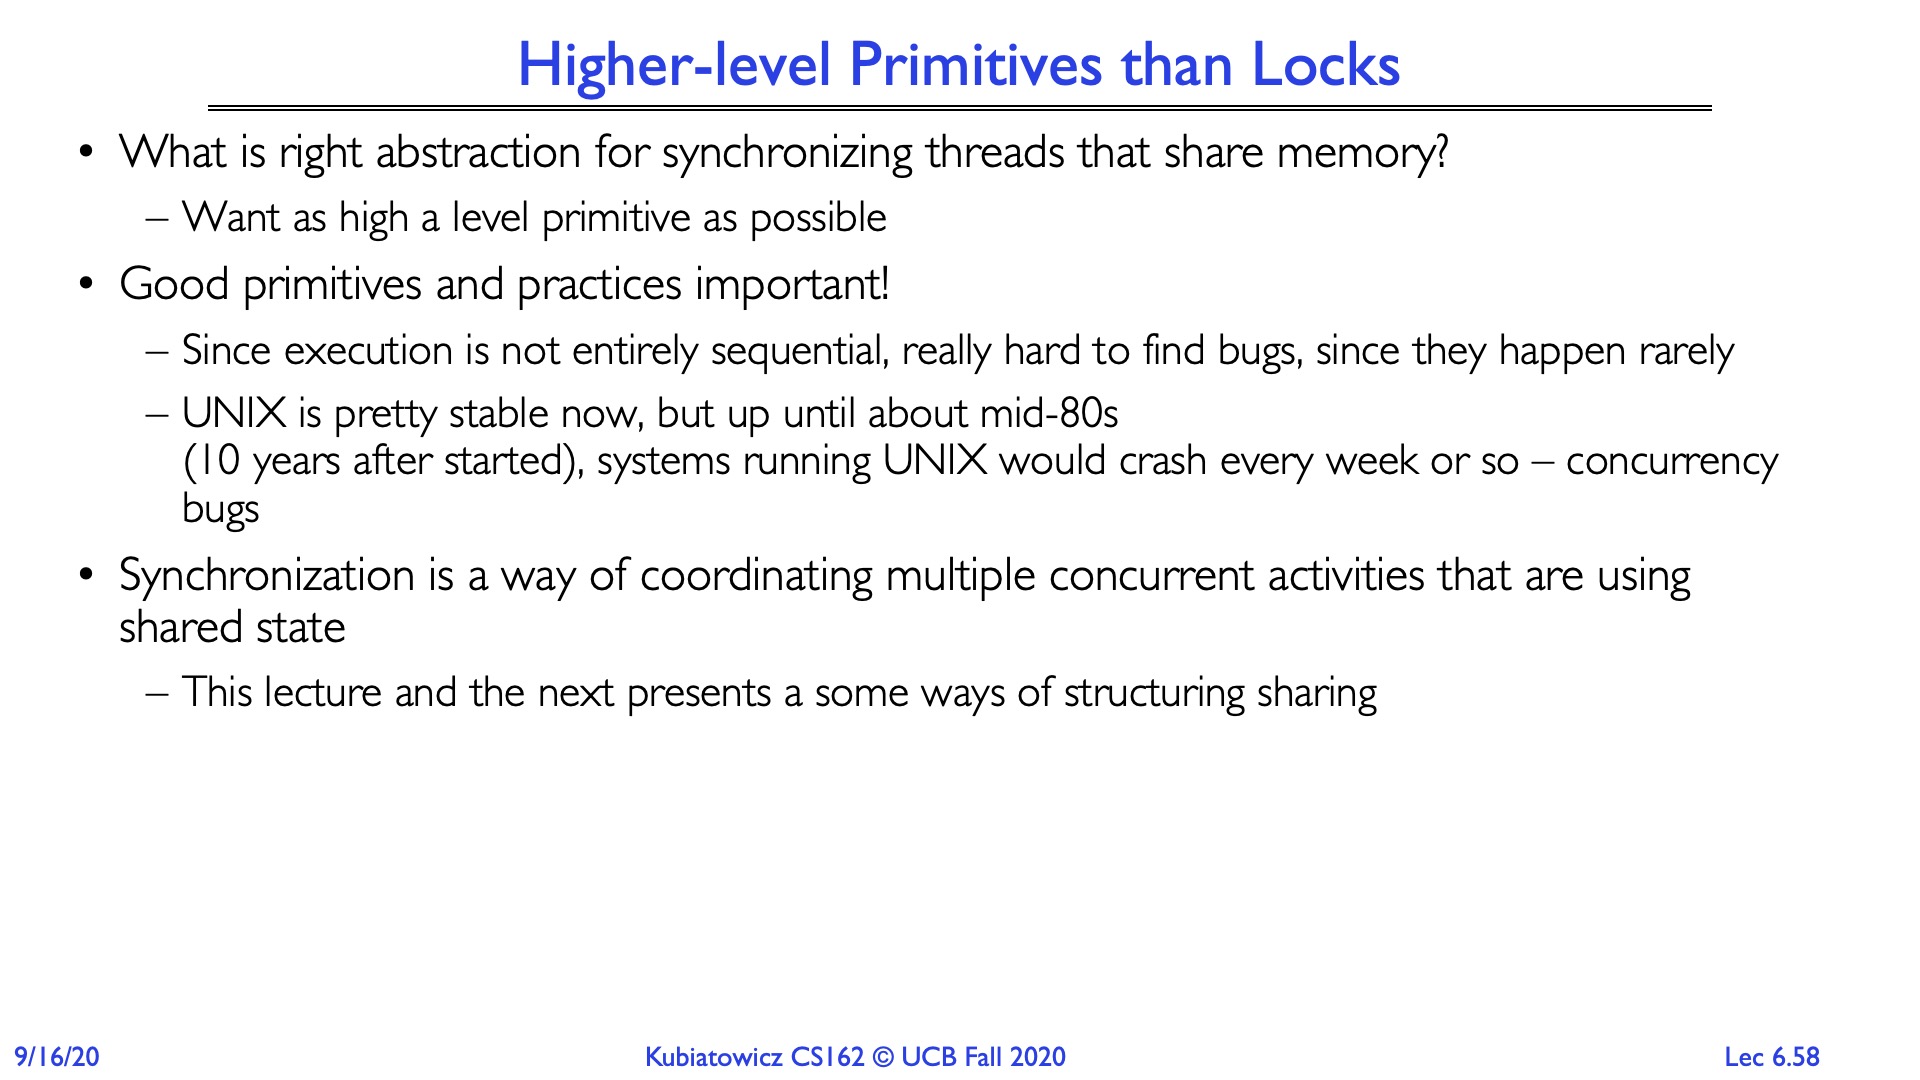 Higher-level Primitives than Locks
• What is right abstraction for synchronizing threads that share memory?
– Want as high a level primitive as possible
• Good primitives and practices important!
– Since execution is not entirely sequential, really hard to find bugs, since they happen rarely
– UNIX is pretty stable now, but up until about mid-80s
(10 years after started), systems running UNIX would crash every week or so – concurrency
bugs
• Synchronization is a way of coordinating multiple concurrent activities that are using
shared state
– This lecture and the next presents a some ways of structuring sharing
9/16/20
Kubiatowicz CS162 © UCB Fall 2020
Lec 6.58